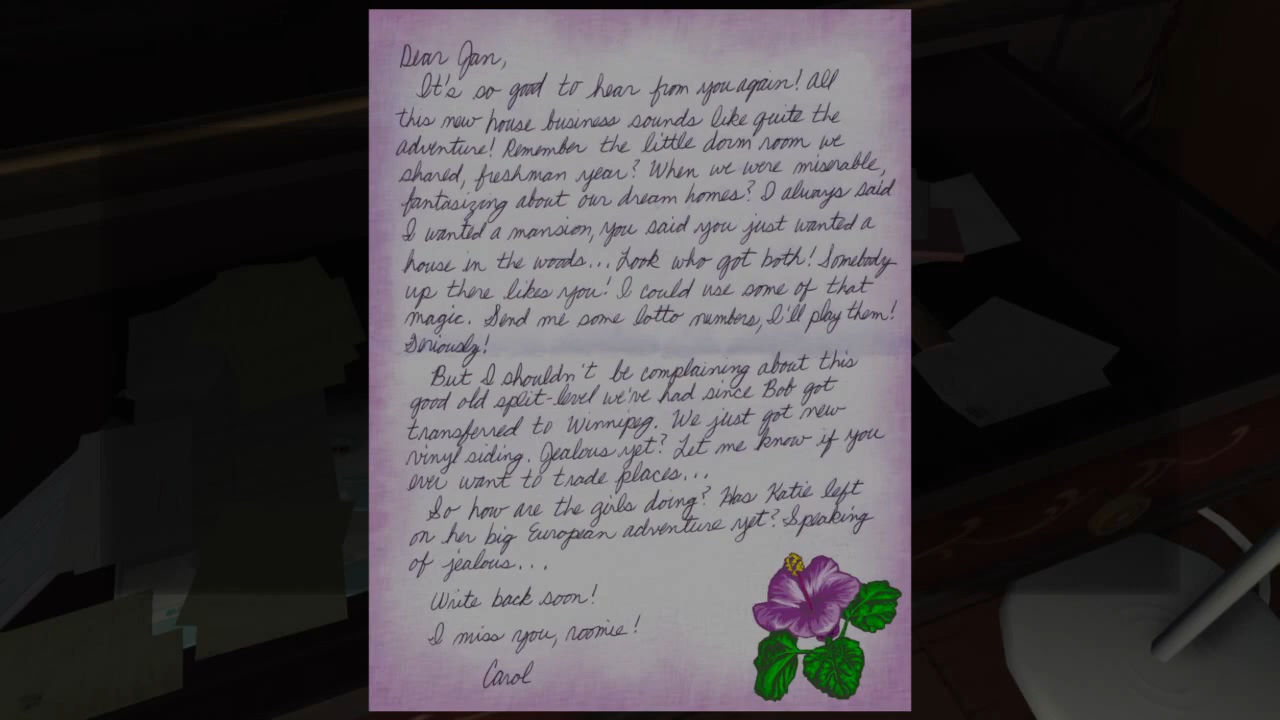 Dear Jan,
It's so good to hear from you again! All
this new house business sounds like quite the
adventure! Remember the little dorm room we
shared, freshman year? When we were miserable,
fantasizing about our dream homes? I always said
I wanted a mansion, you said you just wanted a
house in the woods... Look who got both! Somebody
up there likes you! I could use some of that
magic. Send me some lotto numbers, I'll play them!
Seriously!
But I shouldn't be complaining about this
good old split-level we've had since Bob got
transferred to Winnipeg. We just got new
vinyl siding. Jealous yet? Let me know if you
ever want to trade places...
So how are the girls doing? Has Katie left
on her big European adventure yet? Speaking
of jealous...
Write back soon!
I miss you, roomie!
Carol